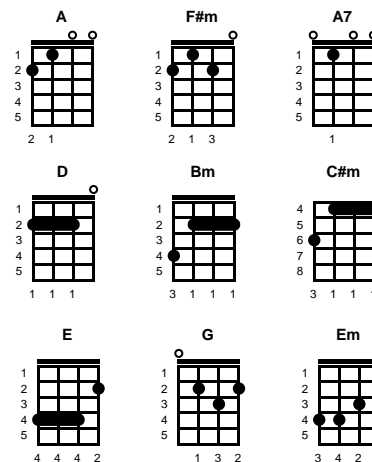 A F#m A7
1 1 1
2 2 2
3 3 3
4 4 4
5 5 5
2 1 2 1 3 1
D Bm C#m
1 1 4
2 2 5
3 3 6
4 4 7
5 5 8
1 1 1 3 1 1 1 3 1 1
E G Em
1 1 1
2 2 2
3 3 3
4 4 4
5 5 5
4 4 4 2 1 3 2 3 4 2